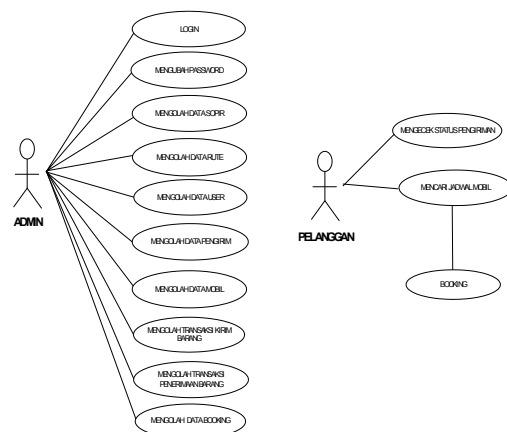 LOGIN
MENGUBAH PASSWORD
MENGOLAH DATA SOPIR
MENGOLAH DATA RUTE
MENGOLAH DATA USER
MENGOLAH DATA PENGIRIM
MENGOLAH DATA MOBIL
MENGOLAH TRANSAKSI KIRIM
BARANG
MENGOLAH TRANSAKSI
PENERIMAAN BARANG
MENGOLAH DATA BOOKING
ADMIN
MENGECEK STATUS PENGIRIMAN
MENCARI JADWAL MOBIL
BOOKING
PELANGGAN